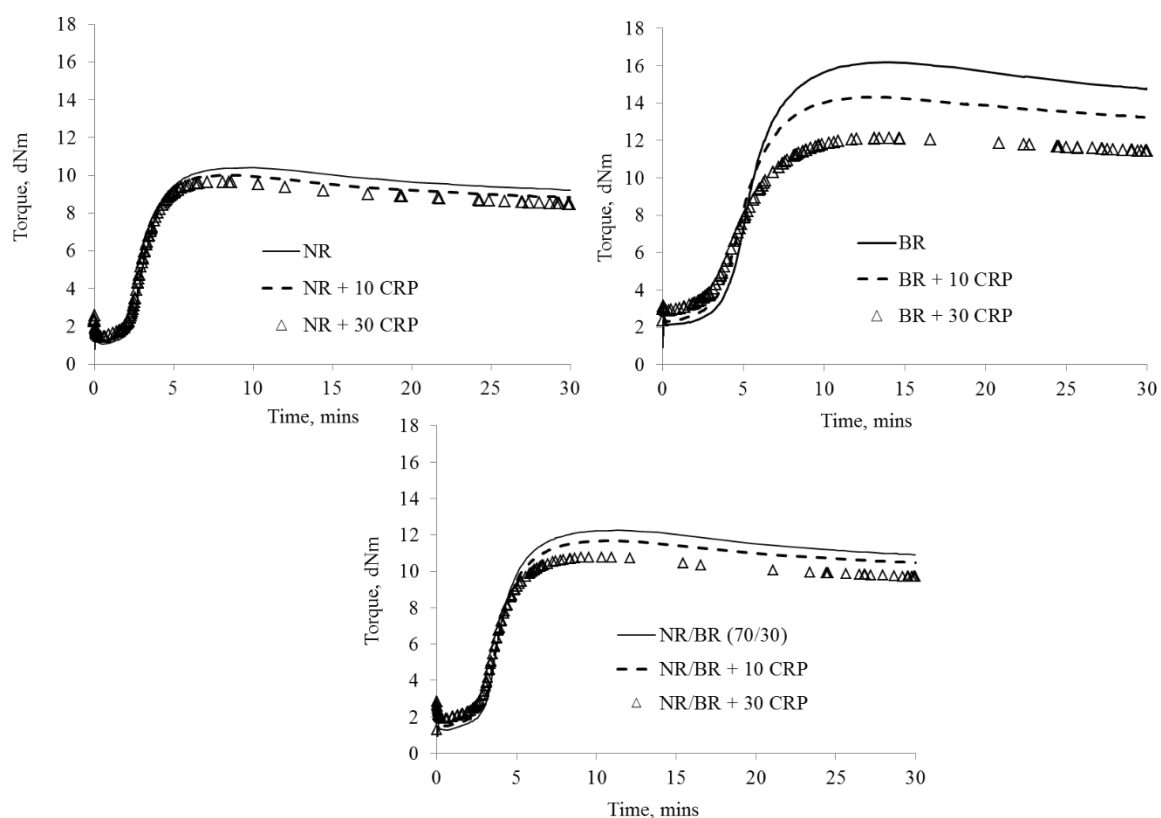 18
16
14
12
10
8
6
4
2
0
Torque, dNm
NR
NR + 10 CRP
NR + 30 CRP
0 5 10 15 20 25 30
Time, mins
18
16
14
12
10
8
6
4
2
0
Torque, dNm
BR
BR + 10 CRP
BR + 30 CRP
0 5 10 15 20 25 30
Time, mins
18
16
14
12
10
8
6
4
2
0
Torque, dNm
NR/BR (70/30)
NR/BR + 10 CRP
NR/BR + 30 CRP
0 5 10 15 20 25 30
Time, mins